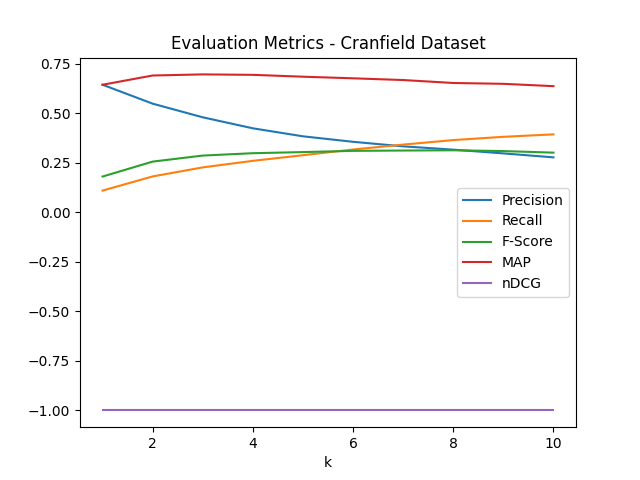 Evaluation Metrics - Cranfield Dataset
0.75
0.50
0.25
0.00
−0.25
−0.50
−0.75
−1.00
Precision
Recall
F-Score
MAP
nDCG
2 4 6 8 10
k